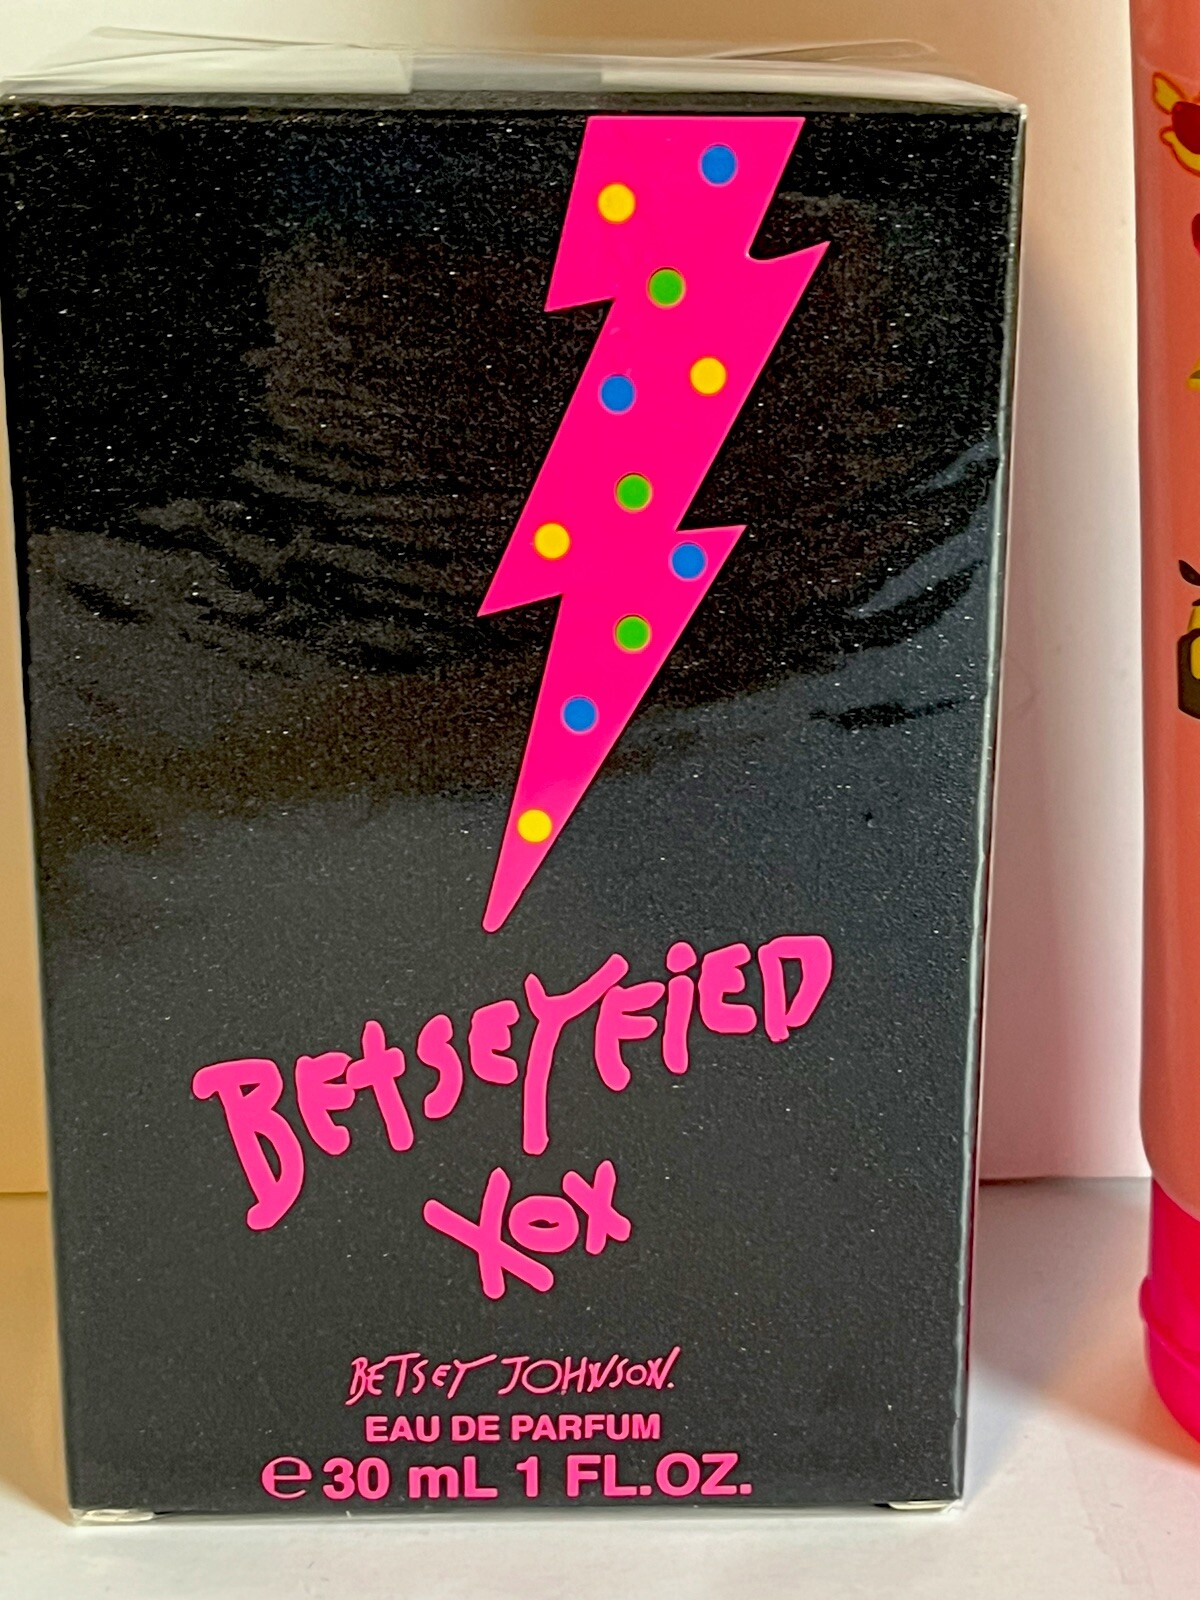 BETSEYFiED
XOX
BETSEY JOHNSON.
EAU DE PARFUM
℮ 30 mL 1 FL.OZ.